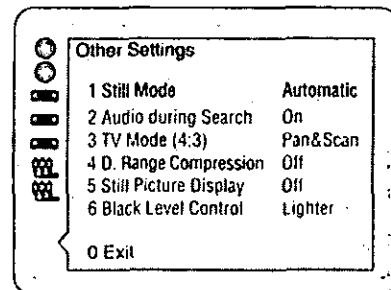 Other Settings
1 Still Mode Automatic
2 Audio during Search On
3 TV Mode (4:3) Pan&Scan
4 D. Range Compression Off
5 Still Picture Display Off
6 Black Level Control Lighter
0 Exit